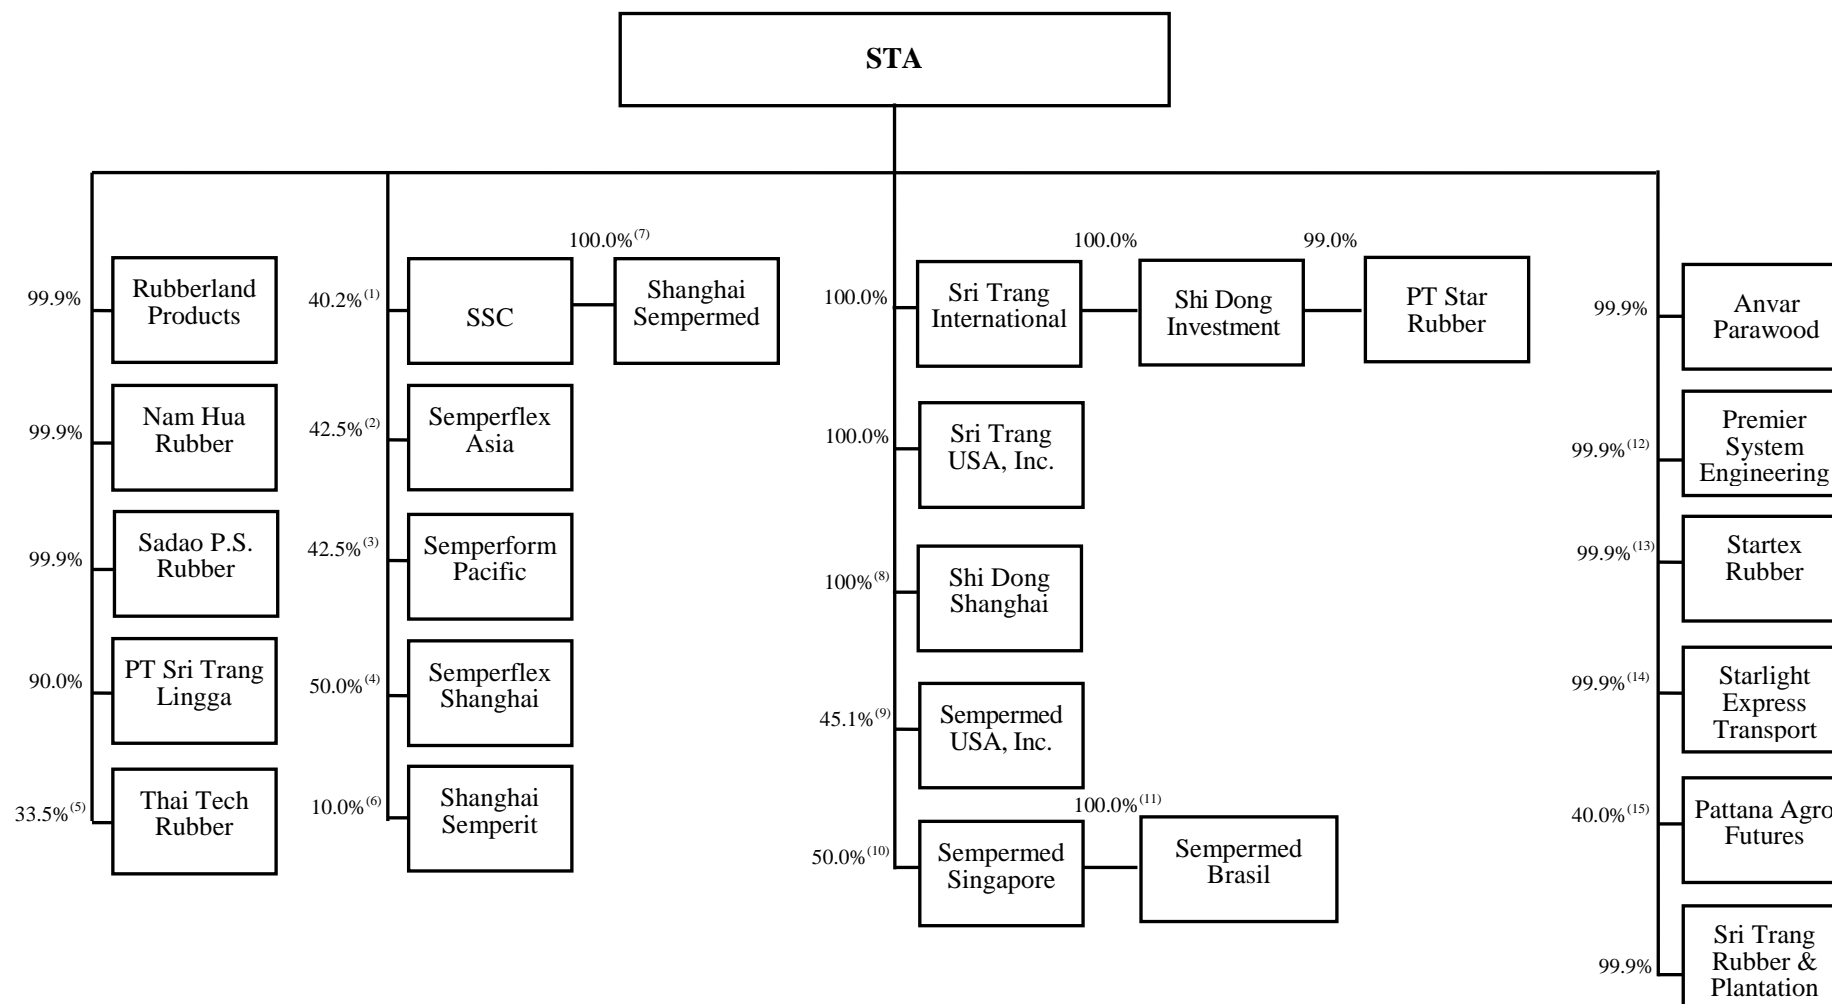 STA
99.9%
Rubberland
Products
99.9%
Nam Hua
Rubber
99.9%
Sadao P.S.
Rubber
90.0%
PT Sri Trang
Lingga
33.5%(5)
Thai Tech
Rubber
40.2%(1)
SSC
100.0%(7)
Shanghai
Sempermed
42.5%(2)
Semperflex
Asia
42.5%(3)
Semperform
Pacific
50.0%(4)
Semperflex
Shanghai
10.0%(6)
Shanghai
Semperit
100.0%
Sri Trang
International
100.0%
Shi Dong
Investment
99.0%
PT Star
Rubber
100.0%
Sri Trang
USA, Inc.
100%(8)
Shi Dong
Shanghai
45.1%(9)
Sempermed
USA, Inc.
50.0%(10)
Sempermed
Singapore
100.0%(11)
Sempermed
Brasil
99.9%
Anvar
Parawood
99.9%(12)
Premier
System
Engineering
99.9%(13)
Startex
Rubber
99.9%(14)
Starlight
Express
Transport
40.0%(15)
Pattana Agro
Futures
99.9%
Sri Trang
Rubber &
Plantation